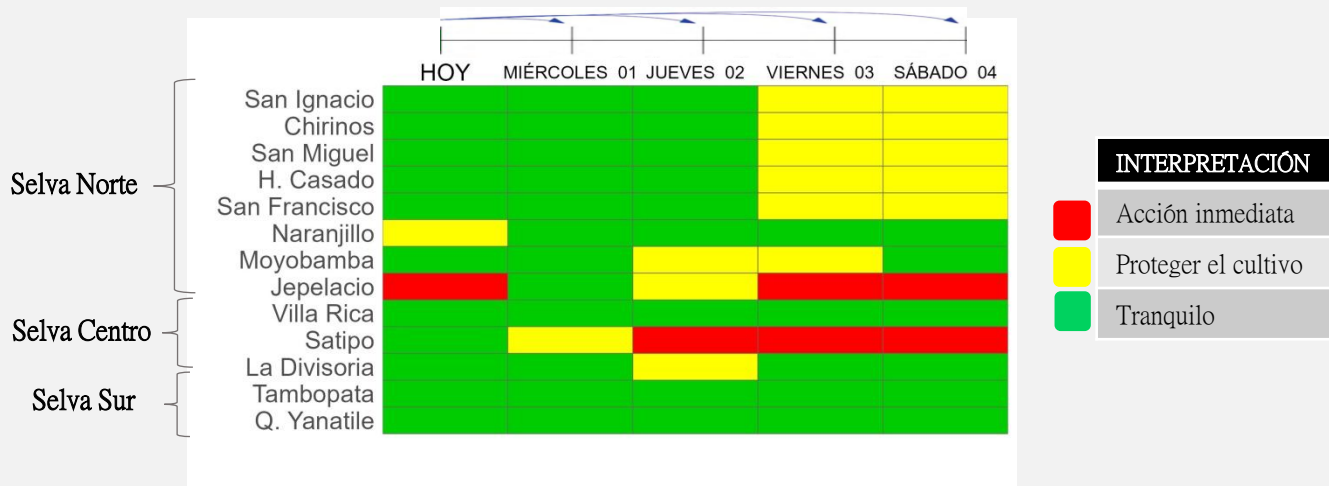 HOY MIÉRCOLES 01 JUEVES 02 VIERNES 03 SÁBADO 04
Selva Norte
San Ignacio
Chirinos
San Miguel
H. Casado
San Francisco
Naranjillo
Moyobamba
Jepelacio
Selva Centro
Villa Rica
Satipo
La Divisoria
Selva Sur
Tambopata
Q. Yanatile
INTERPRETACIÓN
Acción inmediata
Proteger el cultivo
Tranquilo